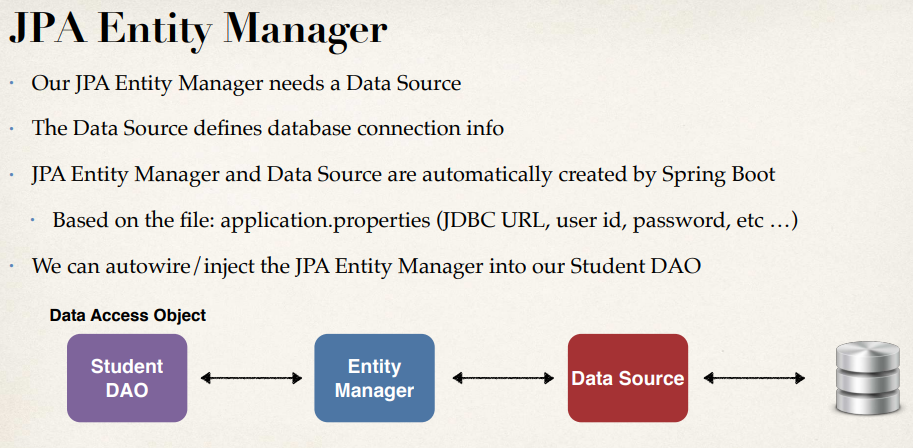 JPA Entity Manager
· Our JPA Entity Manager needs a Data Source
· The Data Source defines database connection info
· JPA Entity Manager and Data Source are automatically created by Spring Boot
· Based on the file: application.properties (JDBC URL, user id, password, etc …)
· We can autowire/inject the JPA Entity Manager into our Student DAO
Data Access Object
Student
DAO
Entity
Manager
Data Source